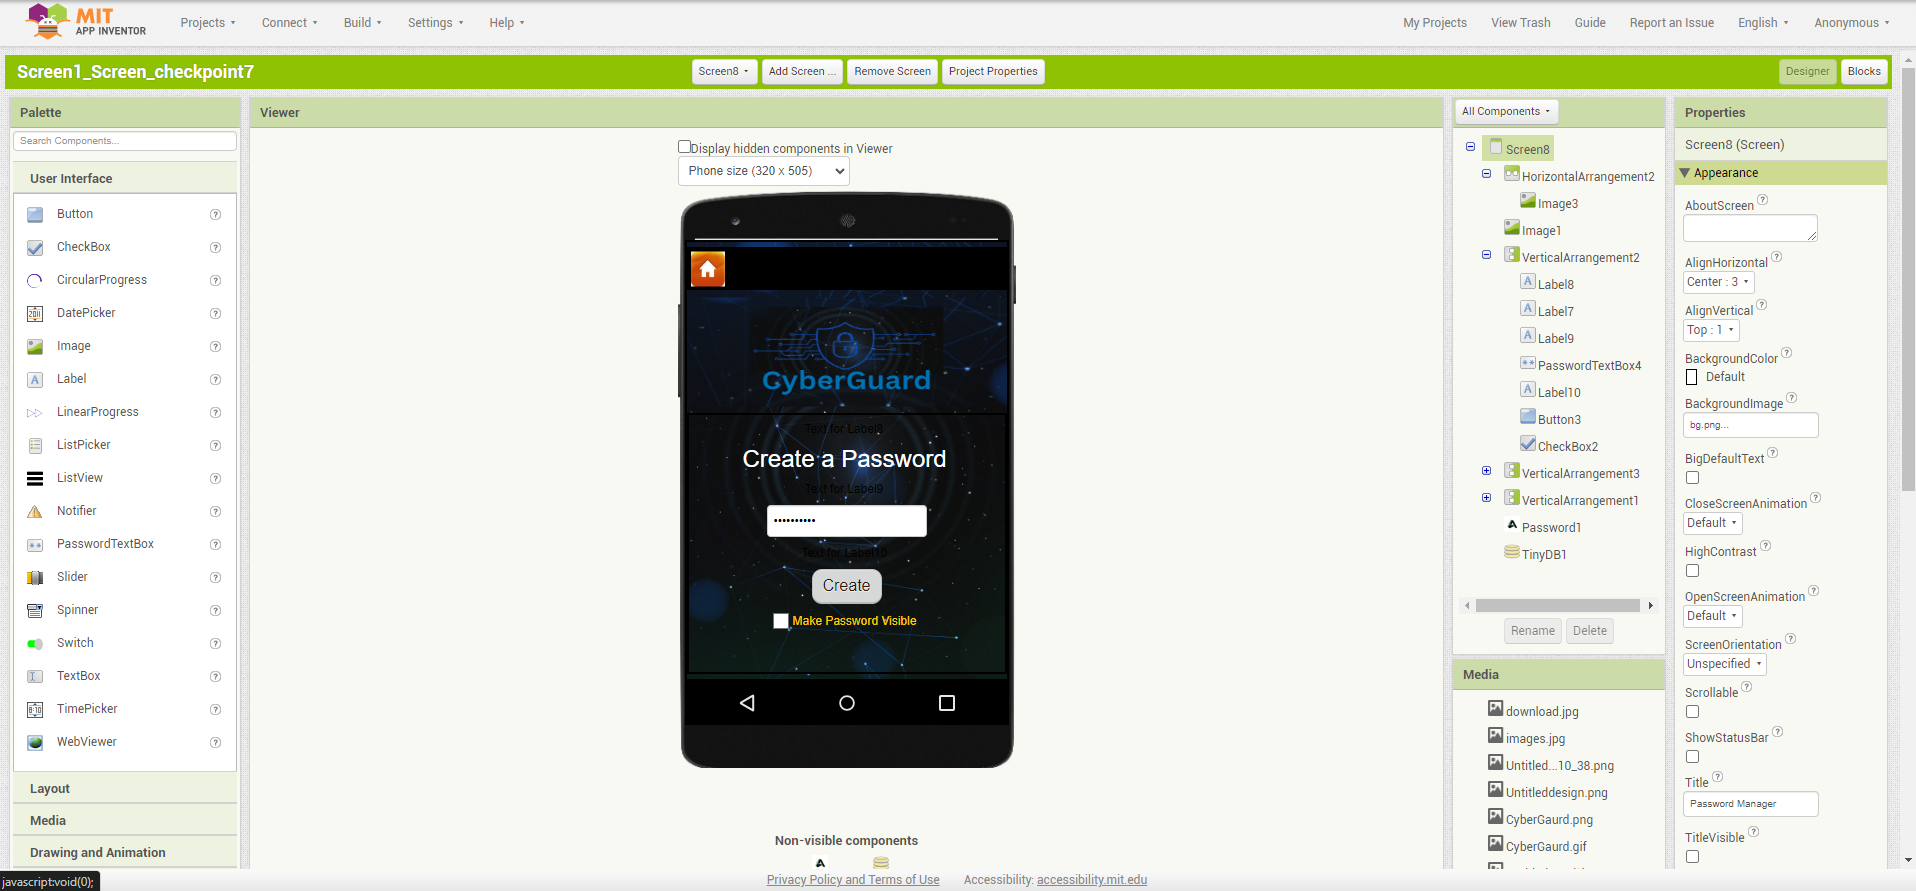 MIT
APP INVENTOR
Projects
Connect
Build
Settings
Help
My Projects
View Trash
Guide
Report an Issue
English
Anonymous
Screen1_Screen_checkpoint7
Screen8
Add Screen ...
Remove Screen
Project Properties
Designer
Blocks
Palette
Search Components...
User Interface
Button
CheckBox
CircularProgress
DatePicker
Image
Label
LinearProgress
ListPicker
ListView
Notifier
PasswordTextBox
Slider
Spinner
Switch
TextBox
TimePicker
WebViewer
Layout
Media
Drawing and Animation
javascript:void(0);
Viewer
Display hidden components in Viewer
Phone size (320 x 505)
CyberGuard
Text for Label8
Create a Password
Text for Label9
••••••••••
Text for Label10
Create
Make Password Visible
Non-visible components
Privacy Policy and Terms of Use
Accessibility: accessibility.mit.edu
All Components
Screen8
HorizontalArrangement2
Image3
Image1
VerticalArrangement2
Label8
Label7
Label9
PasswordTextBox4
Label10
Button3
CheckBox2
VerticalArrangement3
VerticalArrangement1
Password1
TinyDB1
Rename
Delete
Media
download.jpg
images.jpg
Untitled...10_38.png
Untitleddesign.png
CyberGaurd.png
CyberGaurd.gif
Properties
Screen8 (Screen)
Appearance
AboutScreen
AlignHorizontal
Center : 3
AlignVertical
Top : 1
BackgroundColor
Default
BackgroundImage
bg.png...
BigDefaultText
CloseScreenAnimation
Default
HighContrast
OpenScreenAnimation
Default
ScreenOrientation
Unspecified
Scrollable
ShowStatusBar
Title
Password Manager
TitleVisible